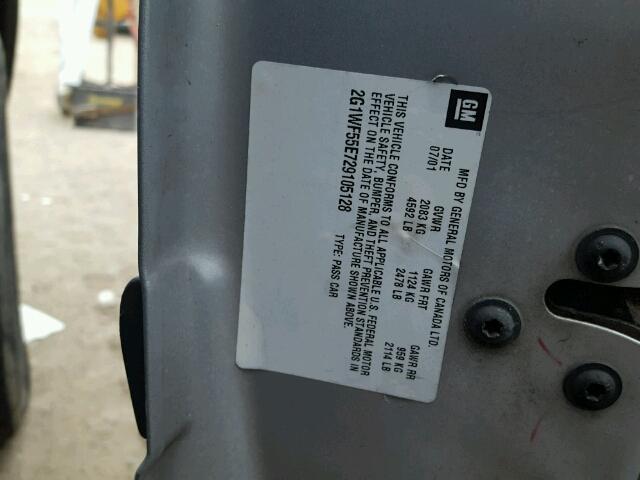 GM
MFD BY GENERAL MOTORS OF CANADA LTD.
DATE GVWR GAWR FRT GAWR RR
07/01 2083 KG 1124 KG 959 KG
4592 LB 2478 LB 2114 LB
THIS VEHICLE CONFORMS TO ALL APPLICABLE U.S. FEDERAL MOTOR
VEHICLE SAFETY, BUMPER, AND THEFT PREVENTION STANDARDS IN
EFFECT ON THE DATE OF MANUFACTURE SHOWN ABOVE.
2G1WF55E729105128 TYPE: PASS CAR